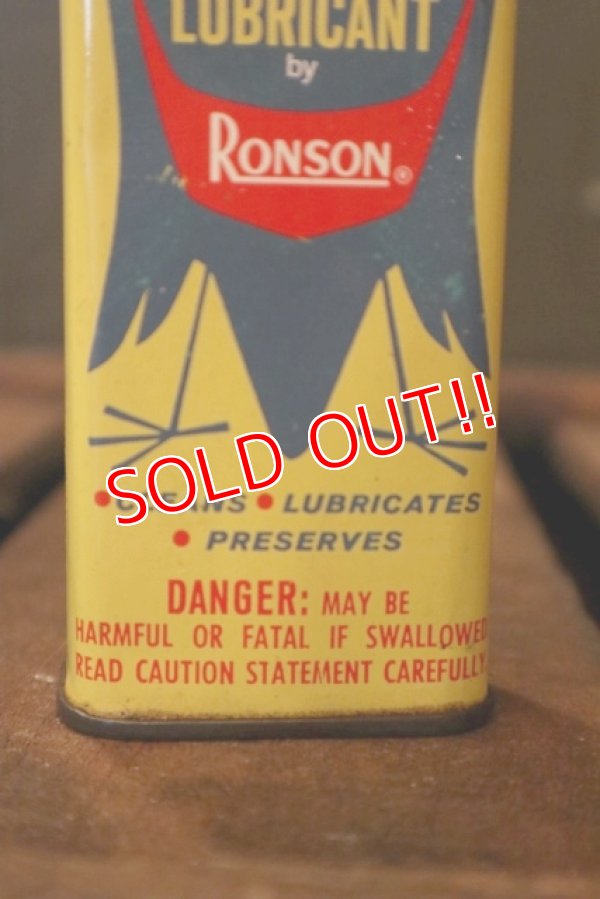 LUBRICANT
by
RONSON®
SOLD OUT!!
• CLEANS • LUBRICATES
• PRESERVES
DANGER: MAY BE
HARMFUL OR FATAL IF SWALLOWED
READ CAUTION STATEMENT CAREFULLY